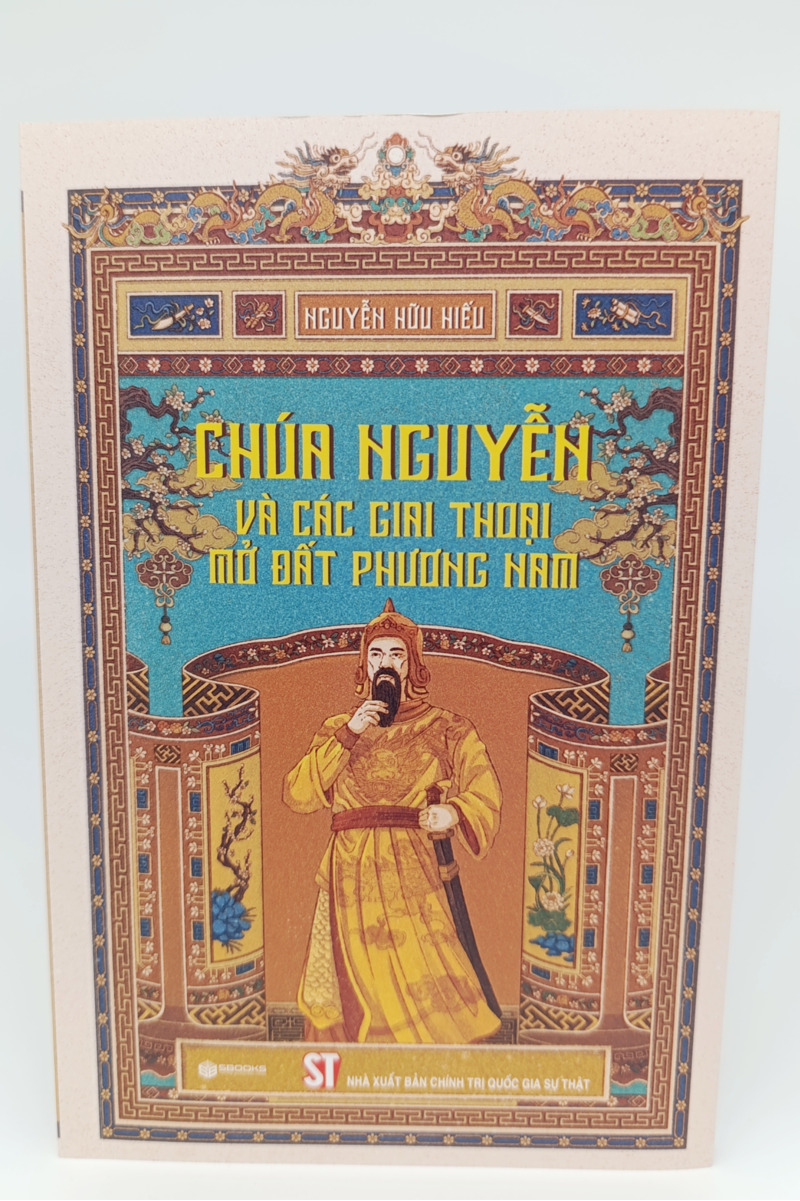 NGUYỄN HỮU HIẾU
CHÚA NGUYỄN
VÀ CÁC GIAI THOẠI
MỞ ĐẤT PHƯƠNG NAM
SBOOKS
ST NHÀ XUẤT BẢN CHÍNH TRỊ QUỐC GIA SỰ THẬT